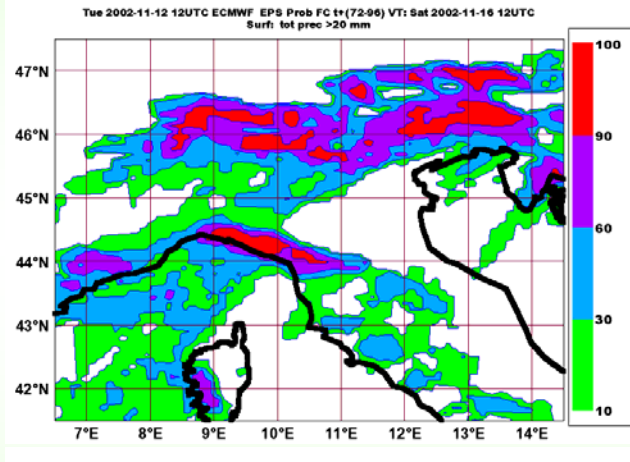 Tue 2002-11-12 12UTC ECMWF EPS Prob FC t+(72-96) VT: Sat 2002-11-16 12UTC
Surf: tot prec >20 mm
47°N
46°N
45°N
44°N
43°N
42°N
7°E 8°E 9°E 10°E 11°E 12°E 13°E 14°E
100
90
60
30
10